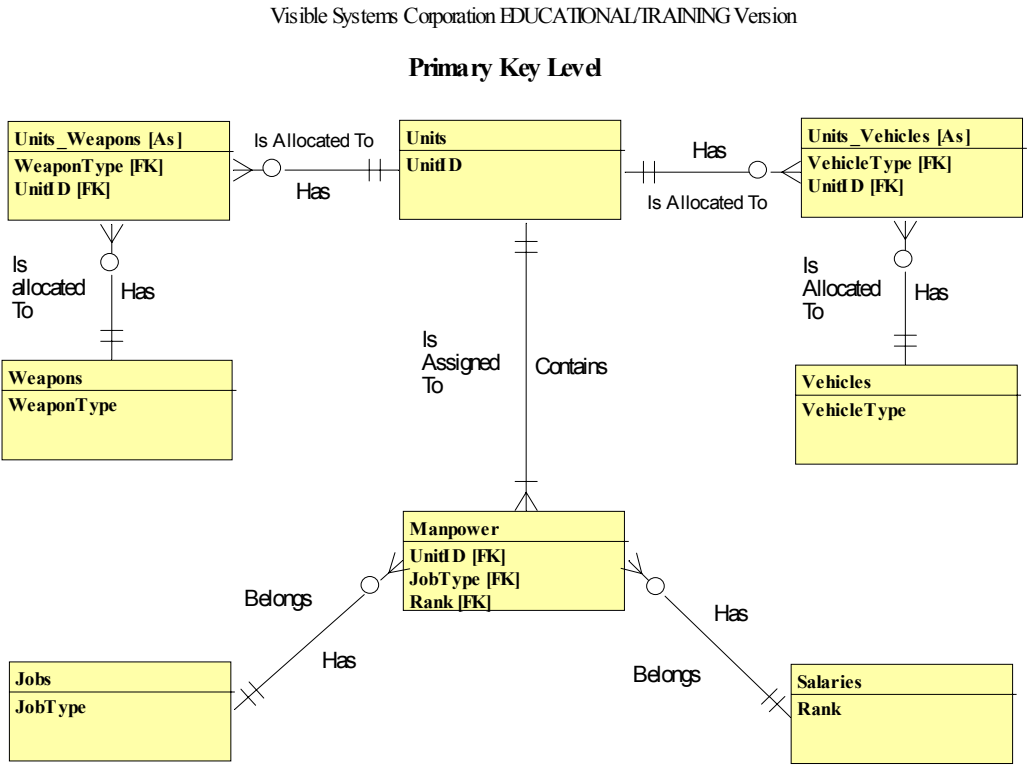 Visible Systems Corporation EDUCATIONAL/TRAINING Version
Primary Key Level
Units_Weapons [As]
WeaponType [FK]
UnitID [FK]
Is Allocated To
Has
Units
UnitID
Has
Is Allocated To
Units_Vehicles [As]
VehicleType [FK]
UnitID [FK]
Is
allocated
To
Has
Is
Allocated
To
Has
Weapons
WeaponType
Is
Assigned
To
Contains
Vehicles
VehicleType
Manpower
UnitID [FK]
JobType [FK]
Rank [FK]
Belongs
Has
Has
Belongs
Jobs
JobType
Salaries
Rank